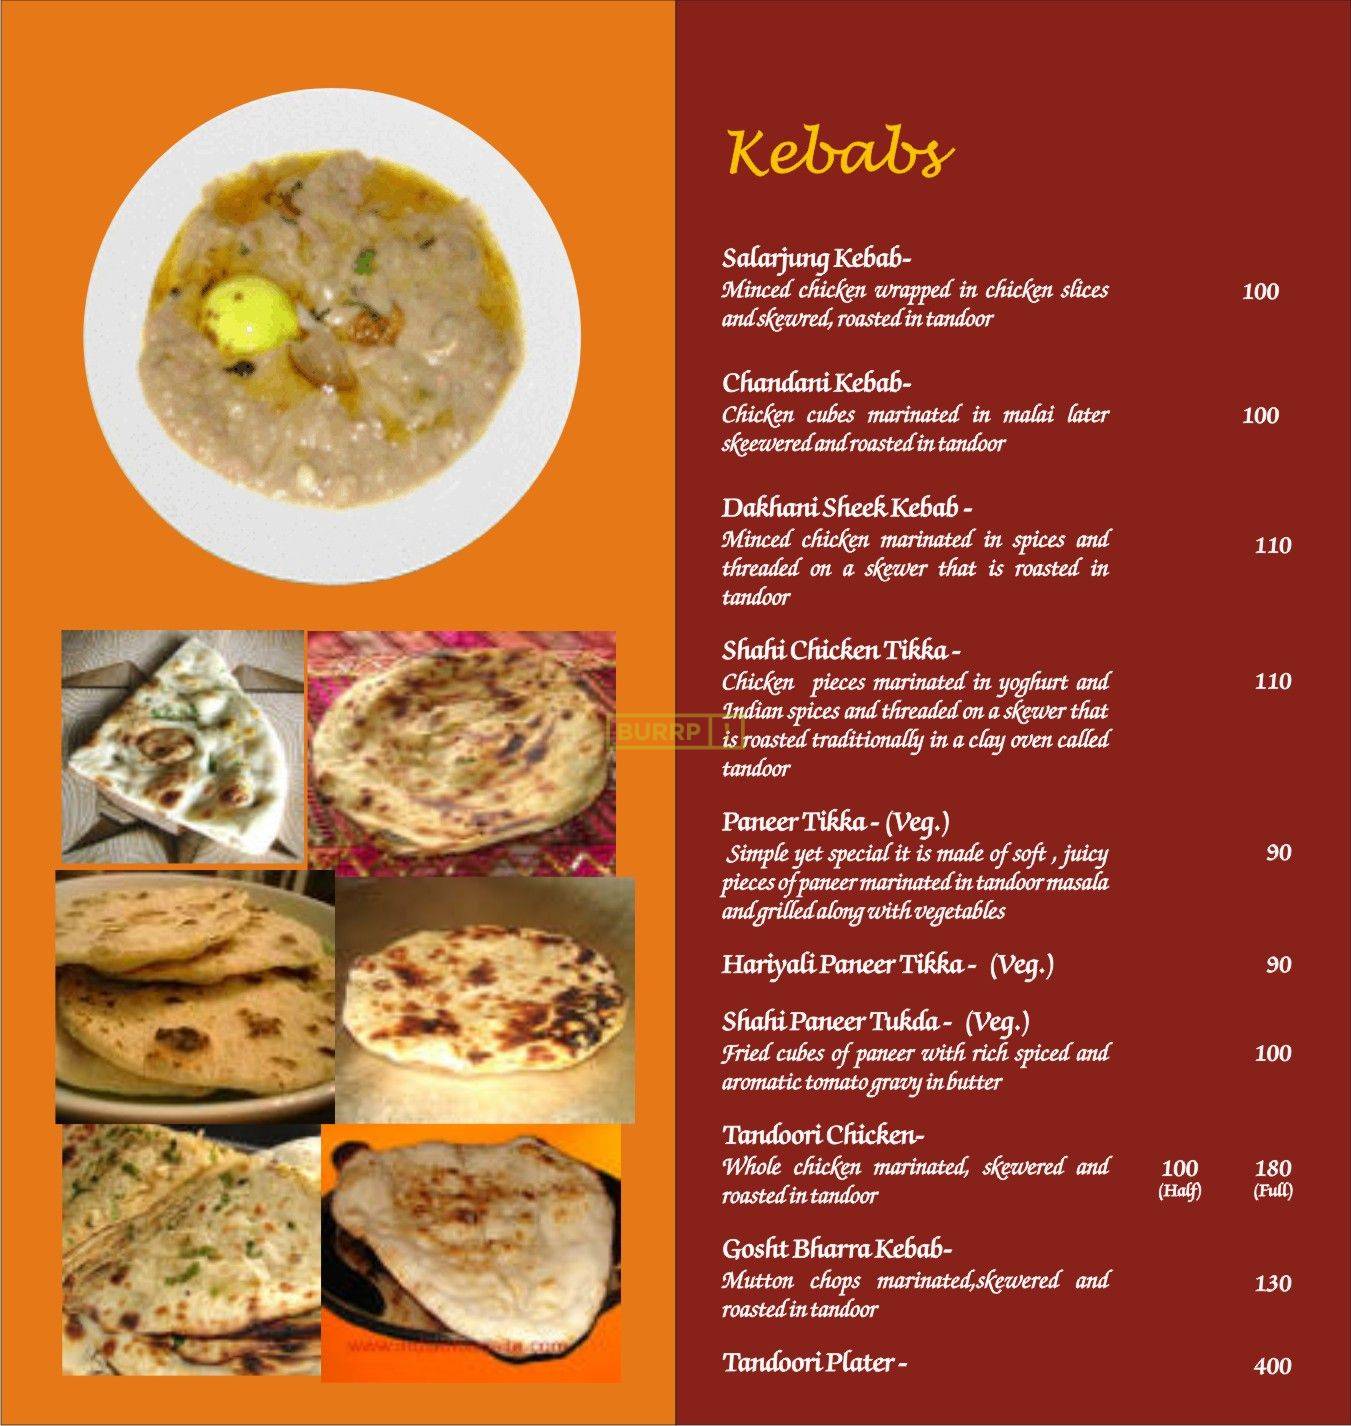 Kebabs
Salarjung Kebab-
Minced chicken wrapped in chicken slices 100
and skewred, roasted in tandoor
Chandani Kebab-
Chicken cubes marinated in malai later 100
skeewered and roasted in tandoor
Dakhani Sheek Kebab -
Minced chicken marinated in spices and 110
threaded on a skewer that is roasted in
tandoor
Shahi Chicken Tikka -
Chicken pieces marinated in yoghurt and 110
Indian spices and threaded on a skewer that
BURRP!
is roasted traditionally in a clay oven called
tandoor
Paneer Tikka - (Veg.)
Simple yet special it is made of soft , juicy 90
pieces of paneer marinated in tandoor masala
and grilled along with vegetables
Hariyali Paneer Tikka - (Veg.) 90
Shahi Paneer Tukda - (Veg.)
Fried cubes of paneer with rich spiced and 100
aromatic tomato gravy in butter
Tandoori Chicken-
Whole chicken marinated, skewered and 100 180
roasted in tandoor (Half) (Full)
Gosht Bharra Kebab-
Mutton chops marinated,skewered and 130
roasted in tandoor
Tandoori Plater - 400